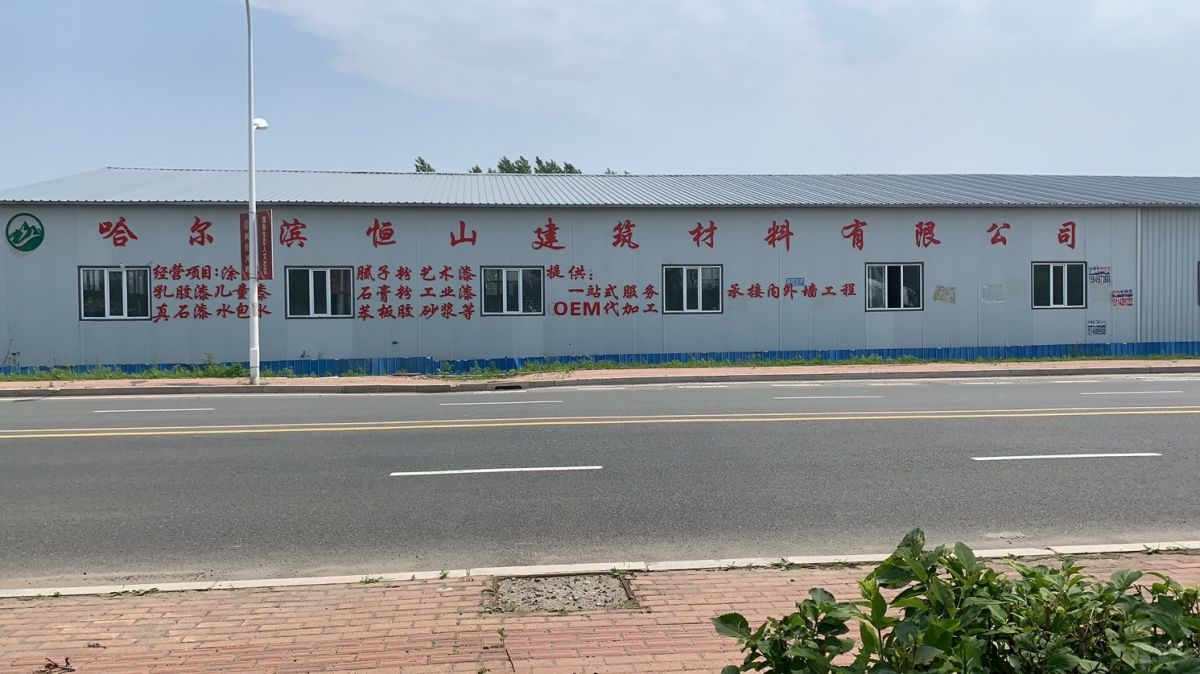 哈尔滨恒山建筑材料有限公司
经营项目:涂
乳胶漆儿童漆
真石漆水包水
腻子粉 艺术漆
石膏粉 工业漆
苯板胶 砂浆等
提供:
一站式服务
OEM代加工
承接内外墙工程